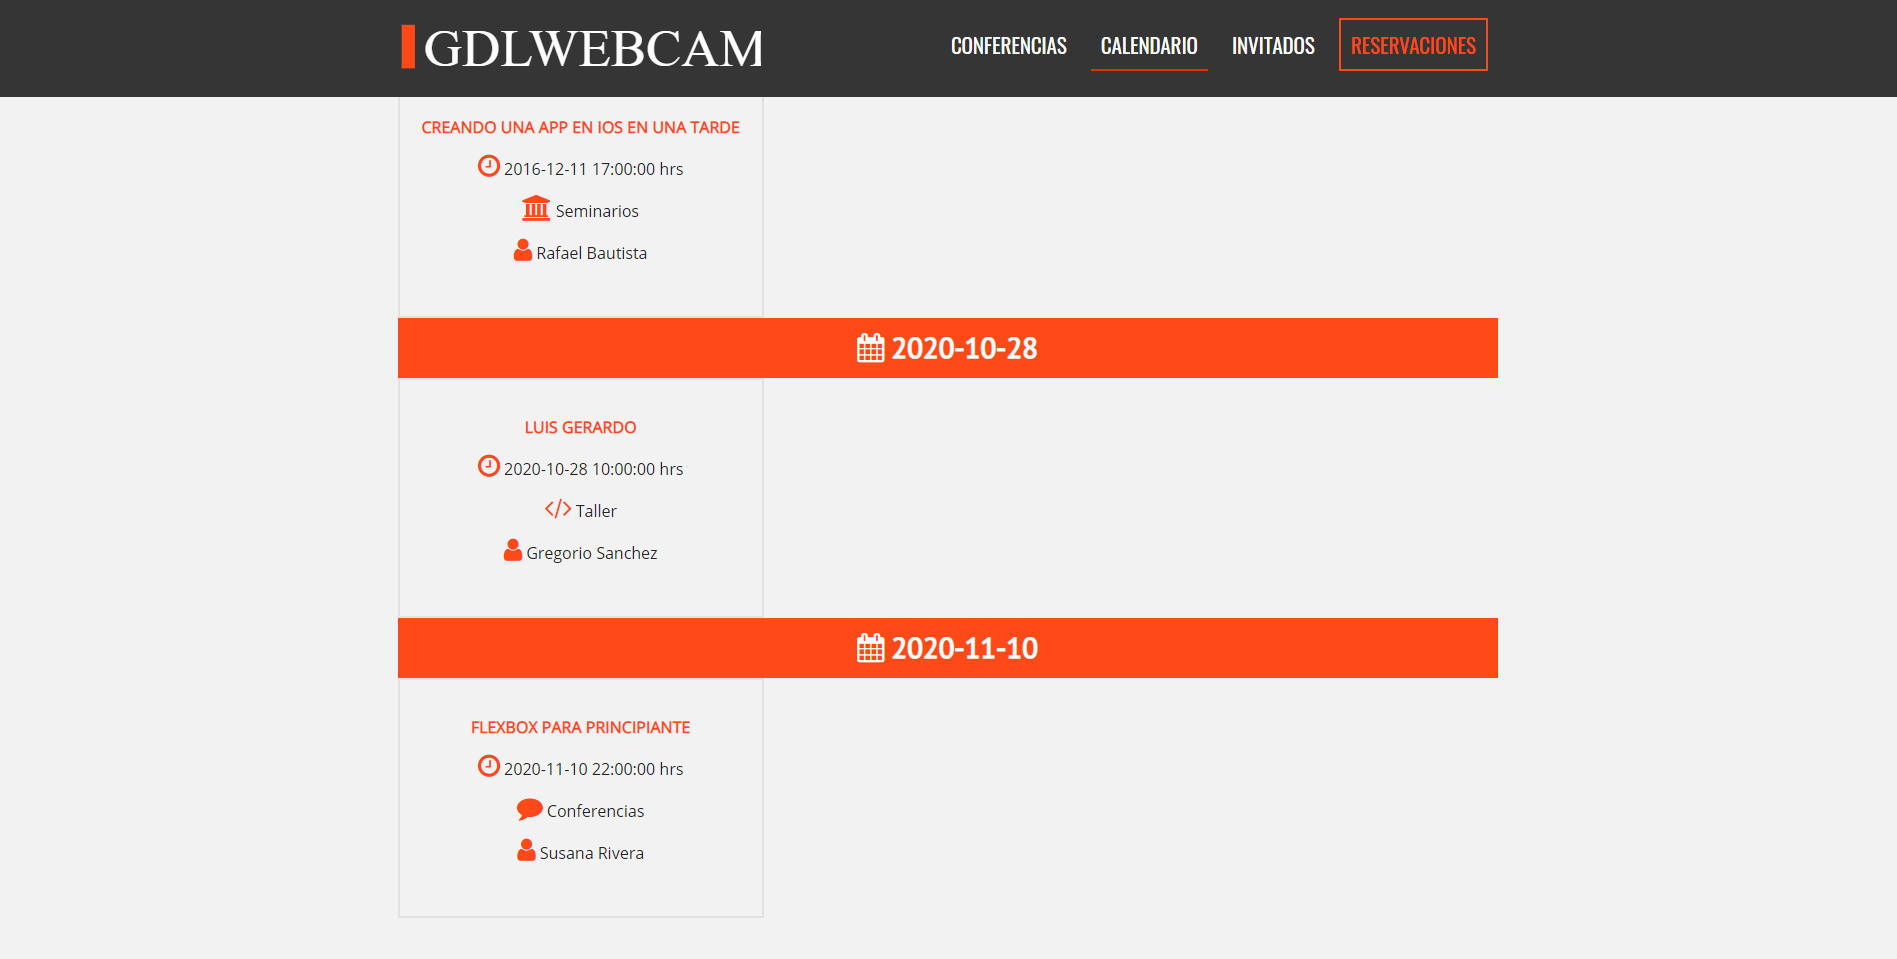 GDLWEBCAM
CONFERENCIAS CALENDARIO INVITADOS RESERVACIONES
CREANDO UNA APP EN IOS EN UNA TARDE
2016-12-11 17:00:00 hrs
Seminarios
Rafael Bautista
2020-10-28
LUIS GERARDO
2020-10-28 10:00:00 hrs
Taller
Gregorio Sanchez
2020-11-10
FLEXBOX PARA PRINCIPIANTE
2020-11-10 22:00:00 hrs
Conferencias
Susana Rivera